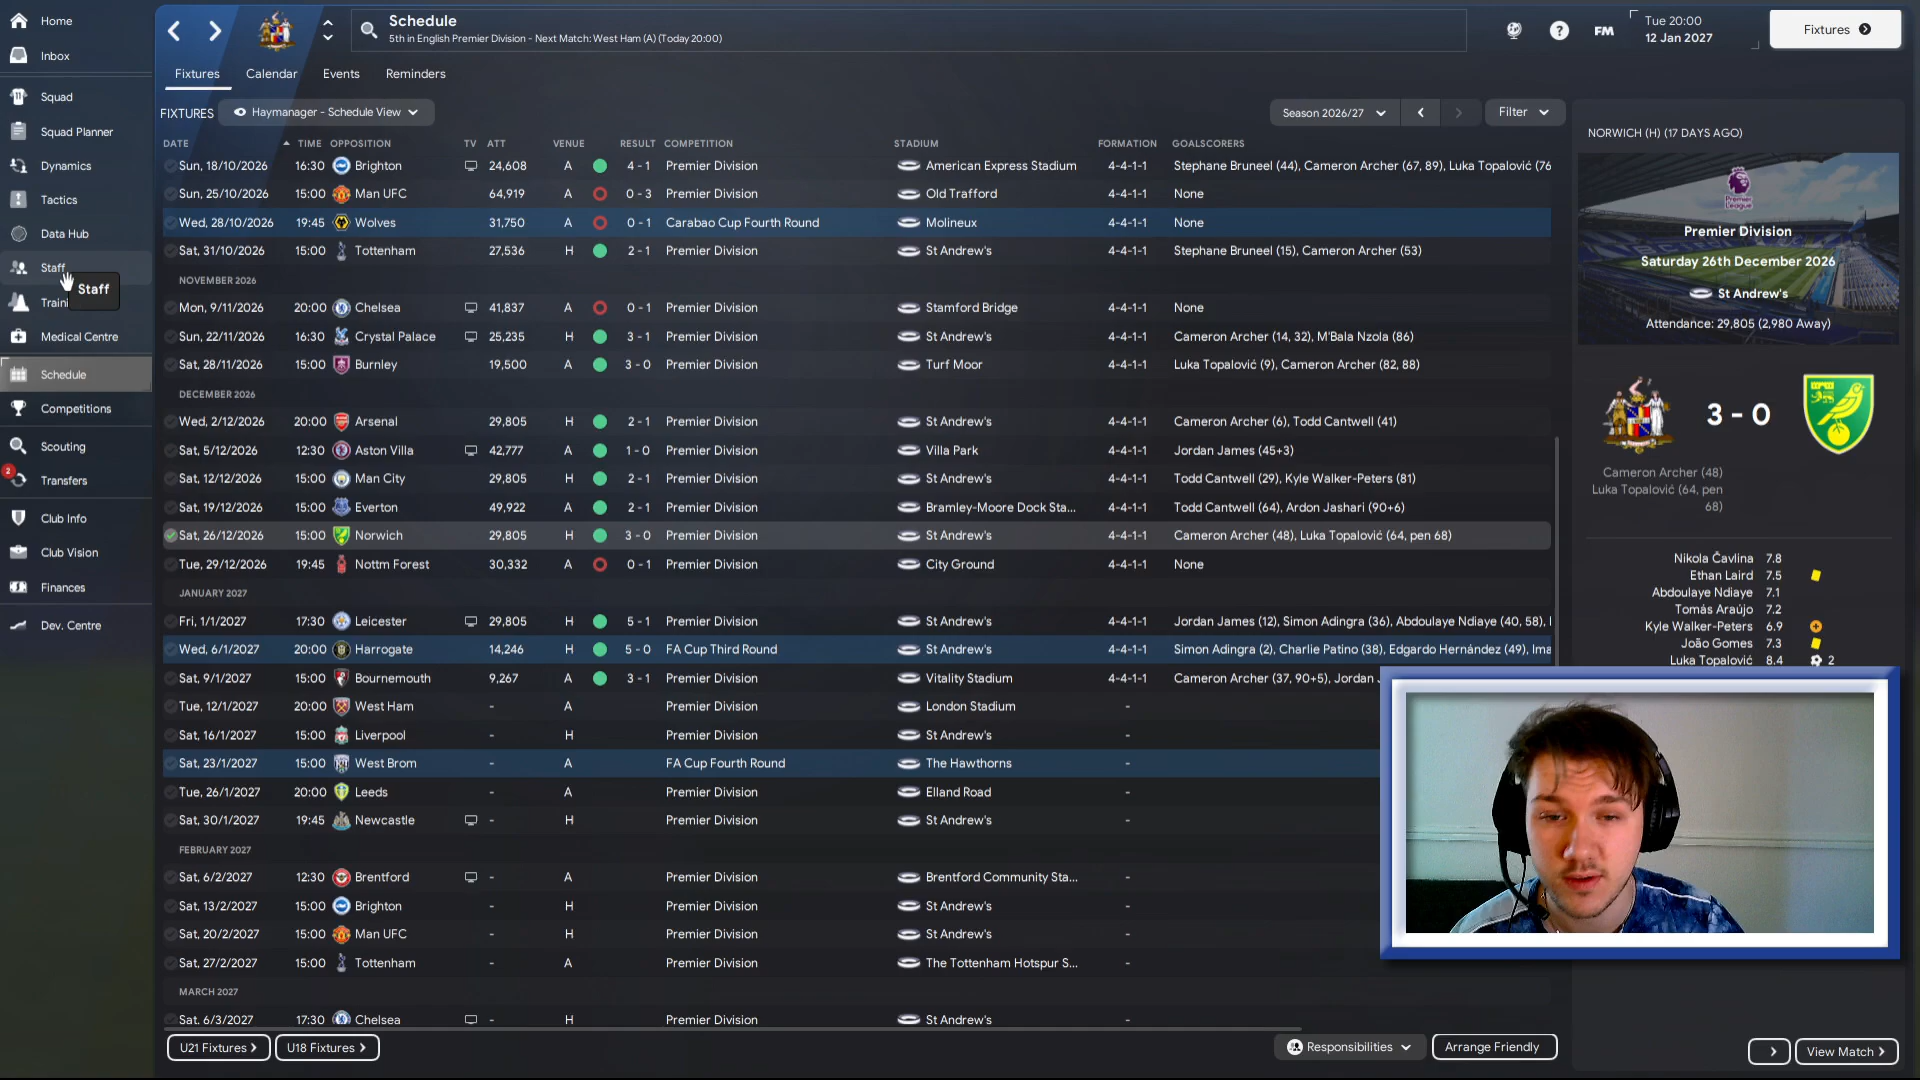 Home
Inbox
Squad
Squad Planner
Dynamics
Tactics
Data Hub
Staff
Staff
Traini
Medical Centre
Schedule
Competitions
Scouting
2
Transfers
Club Info
Club Vision
Finances
Dev. Centre
Schedule
5th in English Premier Division - Next Match: West Ham (A) (Today 20:00)
? FM
Tue 20:00
12 Jan 2027
Fixtures
Fixtures Calendar Events Reminders
FIXTURES Haymanager - Schedule View
Season 2026/27 Filter
DATE TIME OPPOSITION TV ATT VENUE RESULT COMPETITION STADIUM FORMATION GOALSCORERS
Sun, 18/10/2026 16:30 Brighton 24,608 A 4 - 1 Premier Division American Express Stadium 4-4-1-1 Stephane Bruneel (44), Cameron Archer (67, 89), Luka Topalović (76
Sun, 25/10/2026 15:00 Man UFC 64,919 A 0 - 3 Premier Division Old Trafford 4-4-1-1 None
Wed, 28/10/2026 19:45 Wolves 31,750 A 0 - 1 Carabao Cup Fourth Round Molineux 4-4-1-1 None
Sat, 31/10/2026 15:00 Tottenham 27,536 H 2 - 1 Premier Division St Andrew's 4-4-1-1 Stephane Bruneel (15), Cameron Archer (53)
NOVEMBER 2026
Mon, 9/11/2026 20:00 Chelsea 41,837 A 0 - 1 Premier Division Stamford Bridge 4-4-1-1 None
Sun, 22/11/2026 16:30 Crystal Palace 25,235 H 3 - 1 Premier Division St Andrew's 4-4-1-1 Cameron Archer (14, 32), M'Bala Nzola (86)
Sat, 28/11/2026 15:00 Burnley 19,500 A 3 - 0 Premier Division Turf Moor 4-4-1-1 Luka Topalović (9), Cameron Archer (82, 88)
DECEMBER 2026
Wed, 2/12/2026 20:00 Arsenal 29,805 H 2 - 1 Premier Division St Andrew's 4-4-1-1 Cameron Archer (6), Todd Cantwell (41)
Sat, 5/12/2026 12:30 Aston Villa 42,777 A 1 - 0 Premier Division Villa Park 4-4-1-1 Jordan James (45+3)
Sat, 12/12/2026 15:00 Man City 29,805 H 2 - 1 Premier Division St Andrew's 4-4-1-1 Todd Cantwell (29), Kyle Walker-Peters (81)
Sat, 19/12/2026 15:00 Everton 49,922 A 2 - 1 Premier Division Bramley-Moore Dock Sta... 4-4-1-1 Todd Cantwell (64), Ardon Jashari (90+6)
Sat, 26/12/2026 15:00 Norwich 29,805 H 3 - 0 Premier Division St Andrew's 4-4-1-1 Cameron Archer (48), Luka Topalović (64, pen 68)
Tue, 29/12/2026 19:45 Nottm Forest 30,332 A 0 - 1 Premier Division City Ground 4-4-1-1 None
JANUARY 2027
Fri, 1/1/2027 17:30 Leicester 29,805 H 5 - 1 Premier Division St Andrew's 4-4-1-1 Jordan James (12), Simon Adingra (36), Abdoulaye Ndiaye (40, 58),
Wed, 6/1/2027 20:00 Harrogate 14,246 H 5 - 0 FA Cup Third Round St Andrew's 4-4-1-1 Simon Adingra (2), Charlie Patino (38), Edgardo Hernández (49), Ima
Sat, 9/1/2027 15:00 Bournemouth 9,267 A 3 - 1 Premier Division Vitality Stadium 4-4-1-1 Cameron Archer (37, 90+5), Jordan J
Tue, 12/1/2027 20:00 West Ham - A Premier Division London Stadium -
Sat, 16/1/2027 15:00 Liverpool - H Premier Division St Andrew's -
Sat, 23/1/2027 15:00 West Brom - A FA Cup Fourth Round The Hawthorns -
Tue, 26/1/2027 20:00 Leeds - A Premier Division Elland Road -
Sat, 30/1/2027 19:45 Newcastle - H Premier Division St Andrew's -
FEBRUARY 2027
Sat, 6/2/2027 12:30 Brentford - A Premier Division Brentford Community Sta... -
Sat, 13/2/2027 15:00 Brighton - H Premier Division St Andrew's -
Sat, 20/2/2027 15:00 Man UFC - H Premier Division St Andrew's -
Sat, 27/2/2027 15:00 Tottenham - A Premier Division The Tottenham Hotspur S... -
MARCH 2027
Sat, 6/3/2027 17:30 Chelsea - H Premier Division St Andrew's -
U21 Fixtures U18 Fixtures
Responsibilities Arrange Friendly
NORWICH (H) (17 DAYS AGO)
Premier League
Premier Division
Saturday 26th December 2026
St Andrew's
Attendance: 29,805 (2,980 Away)
3 - 0
Cameron Archer (48)
Luka Topalović (64, pen
68)
Nikola Čavlina 7.8
Ethan Laird 7.5
Abdoulaye Ndiaye 7.1
Tomás Araújo 7.2
Kyle Walker-Peters 6.9
João Gomes 7.3
Luka Topalović 8.4 2
View Match